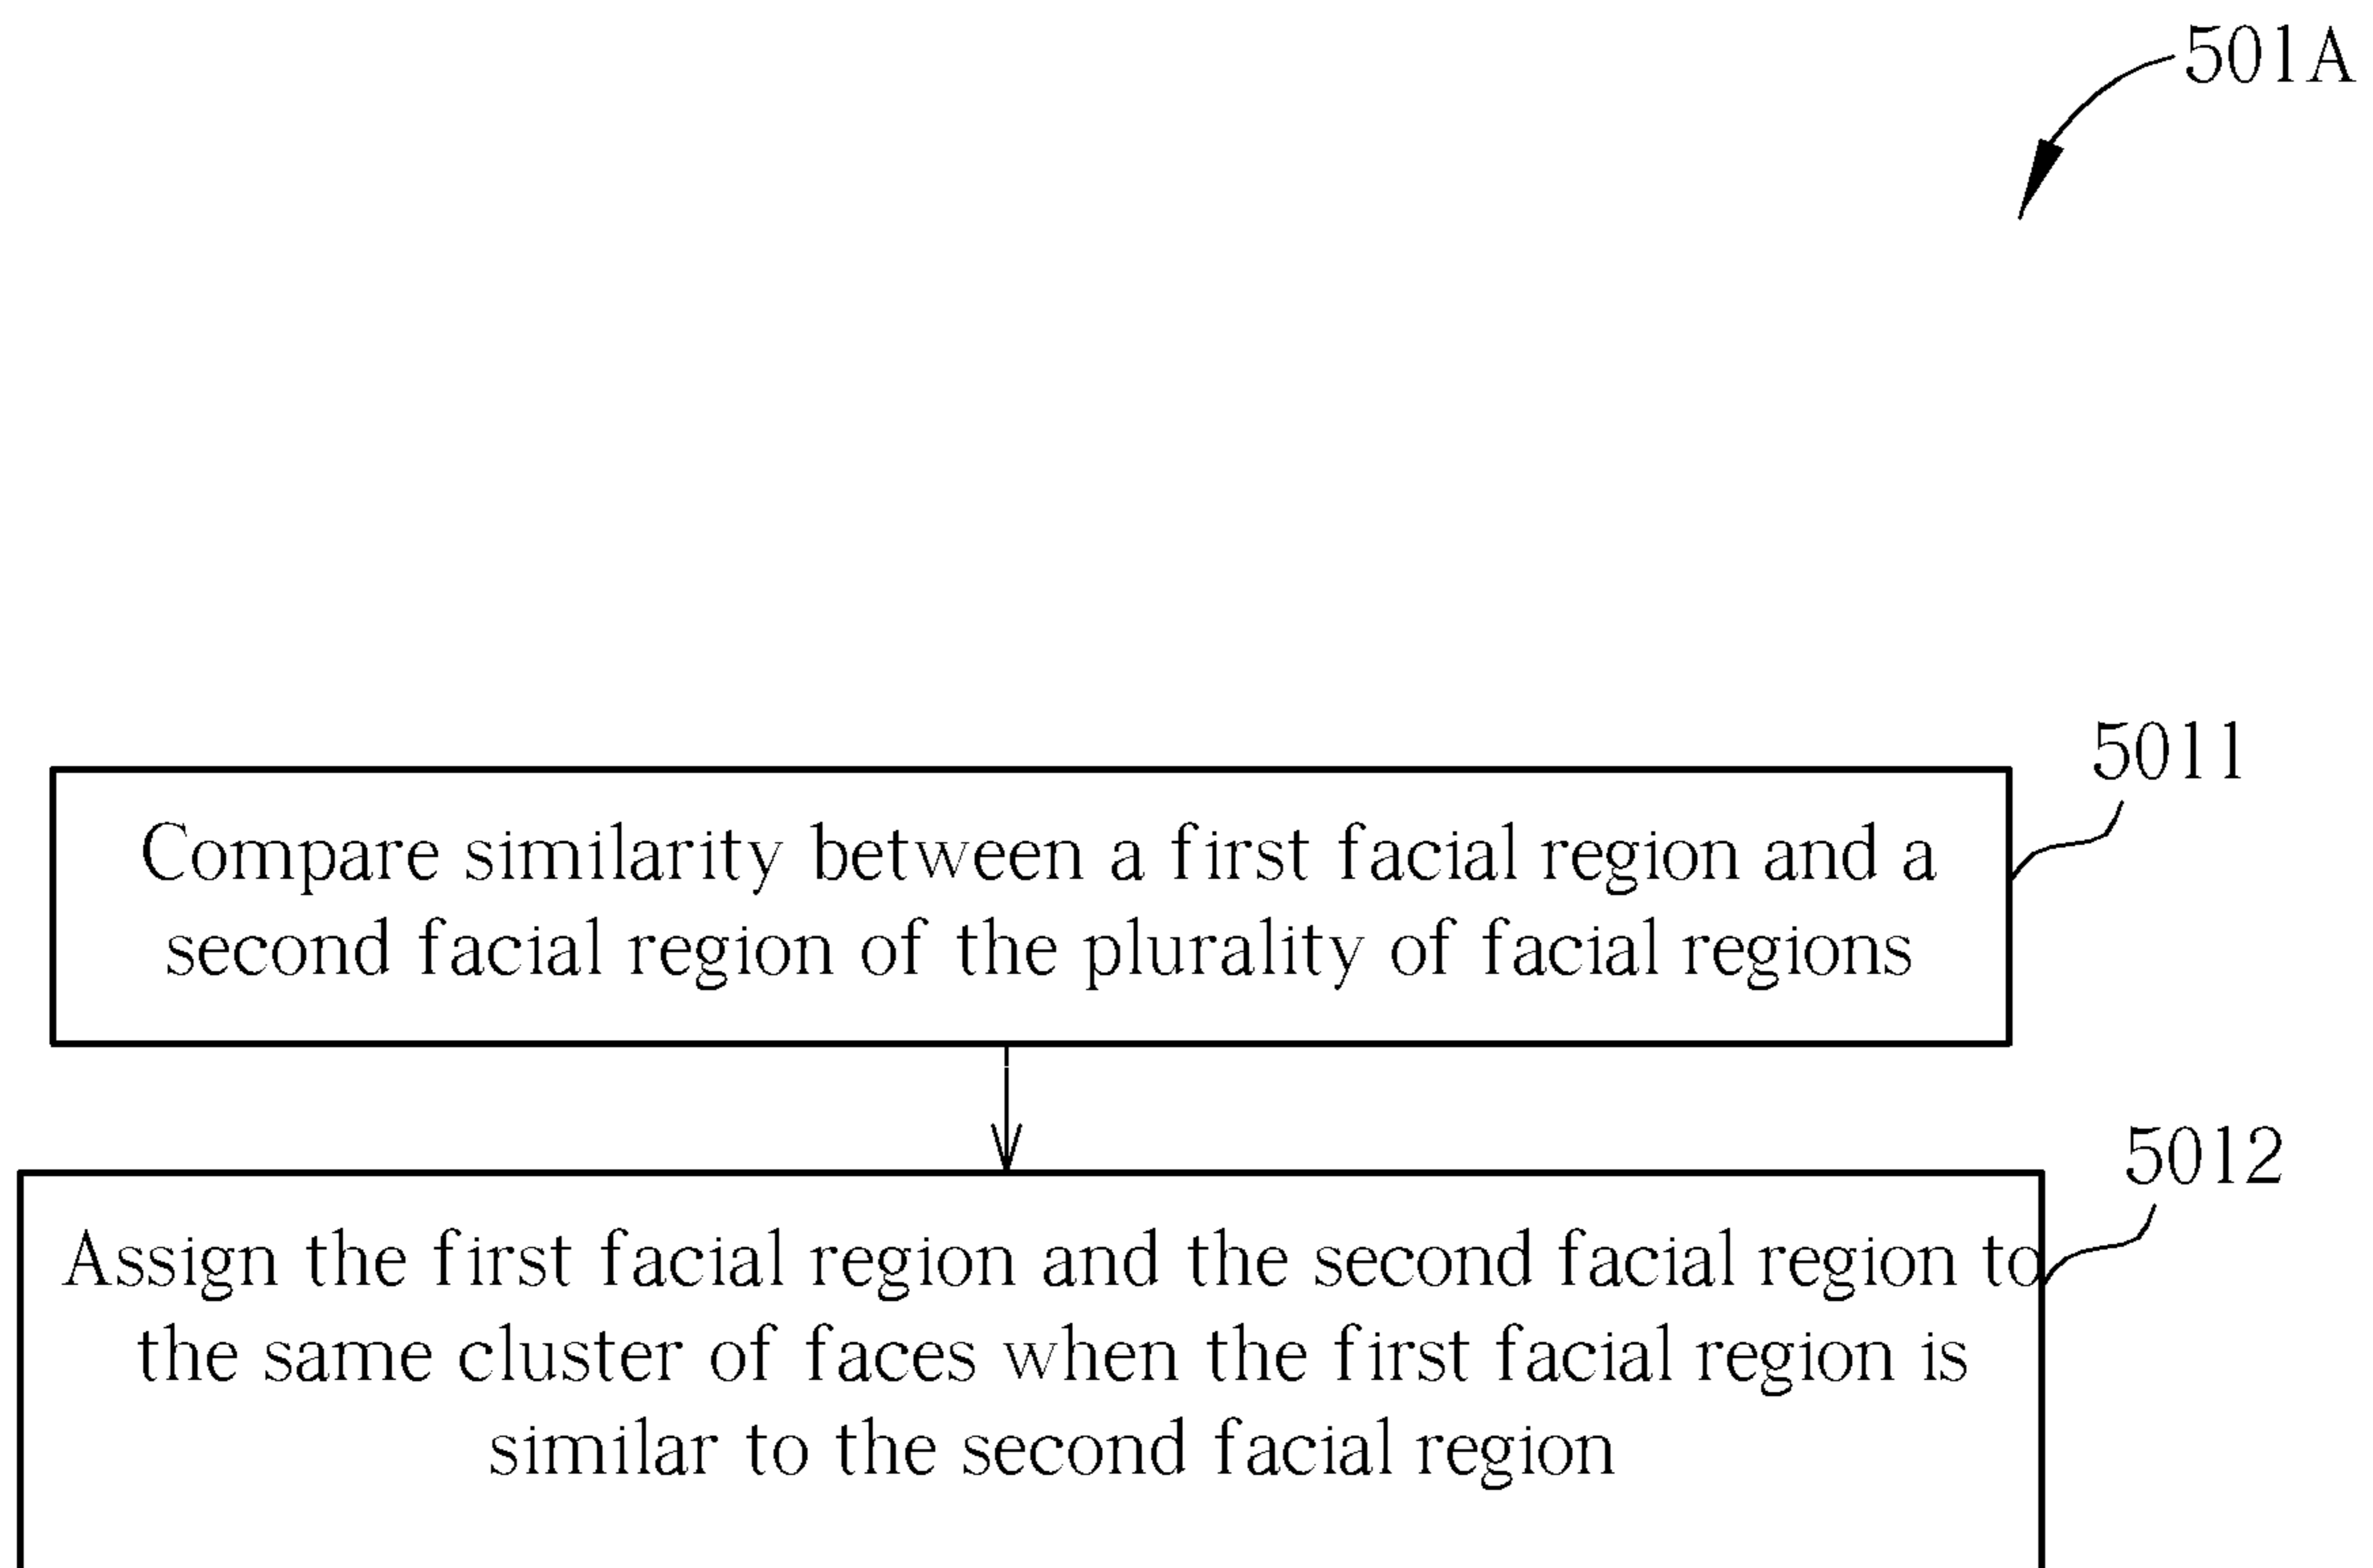 501A
5011
Compare similarity between a first facial region and a
second facial region of the plurality of facial regions
5012
Assign the first facial region and the second facial region to
the same cluster of faces when the first facial region is
similar to the second facial region